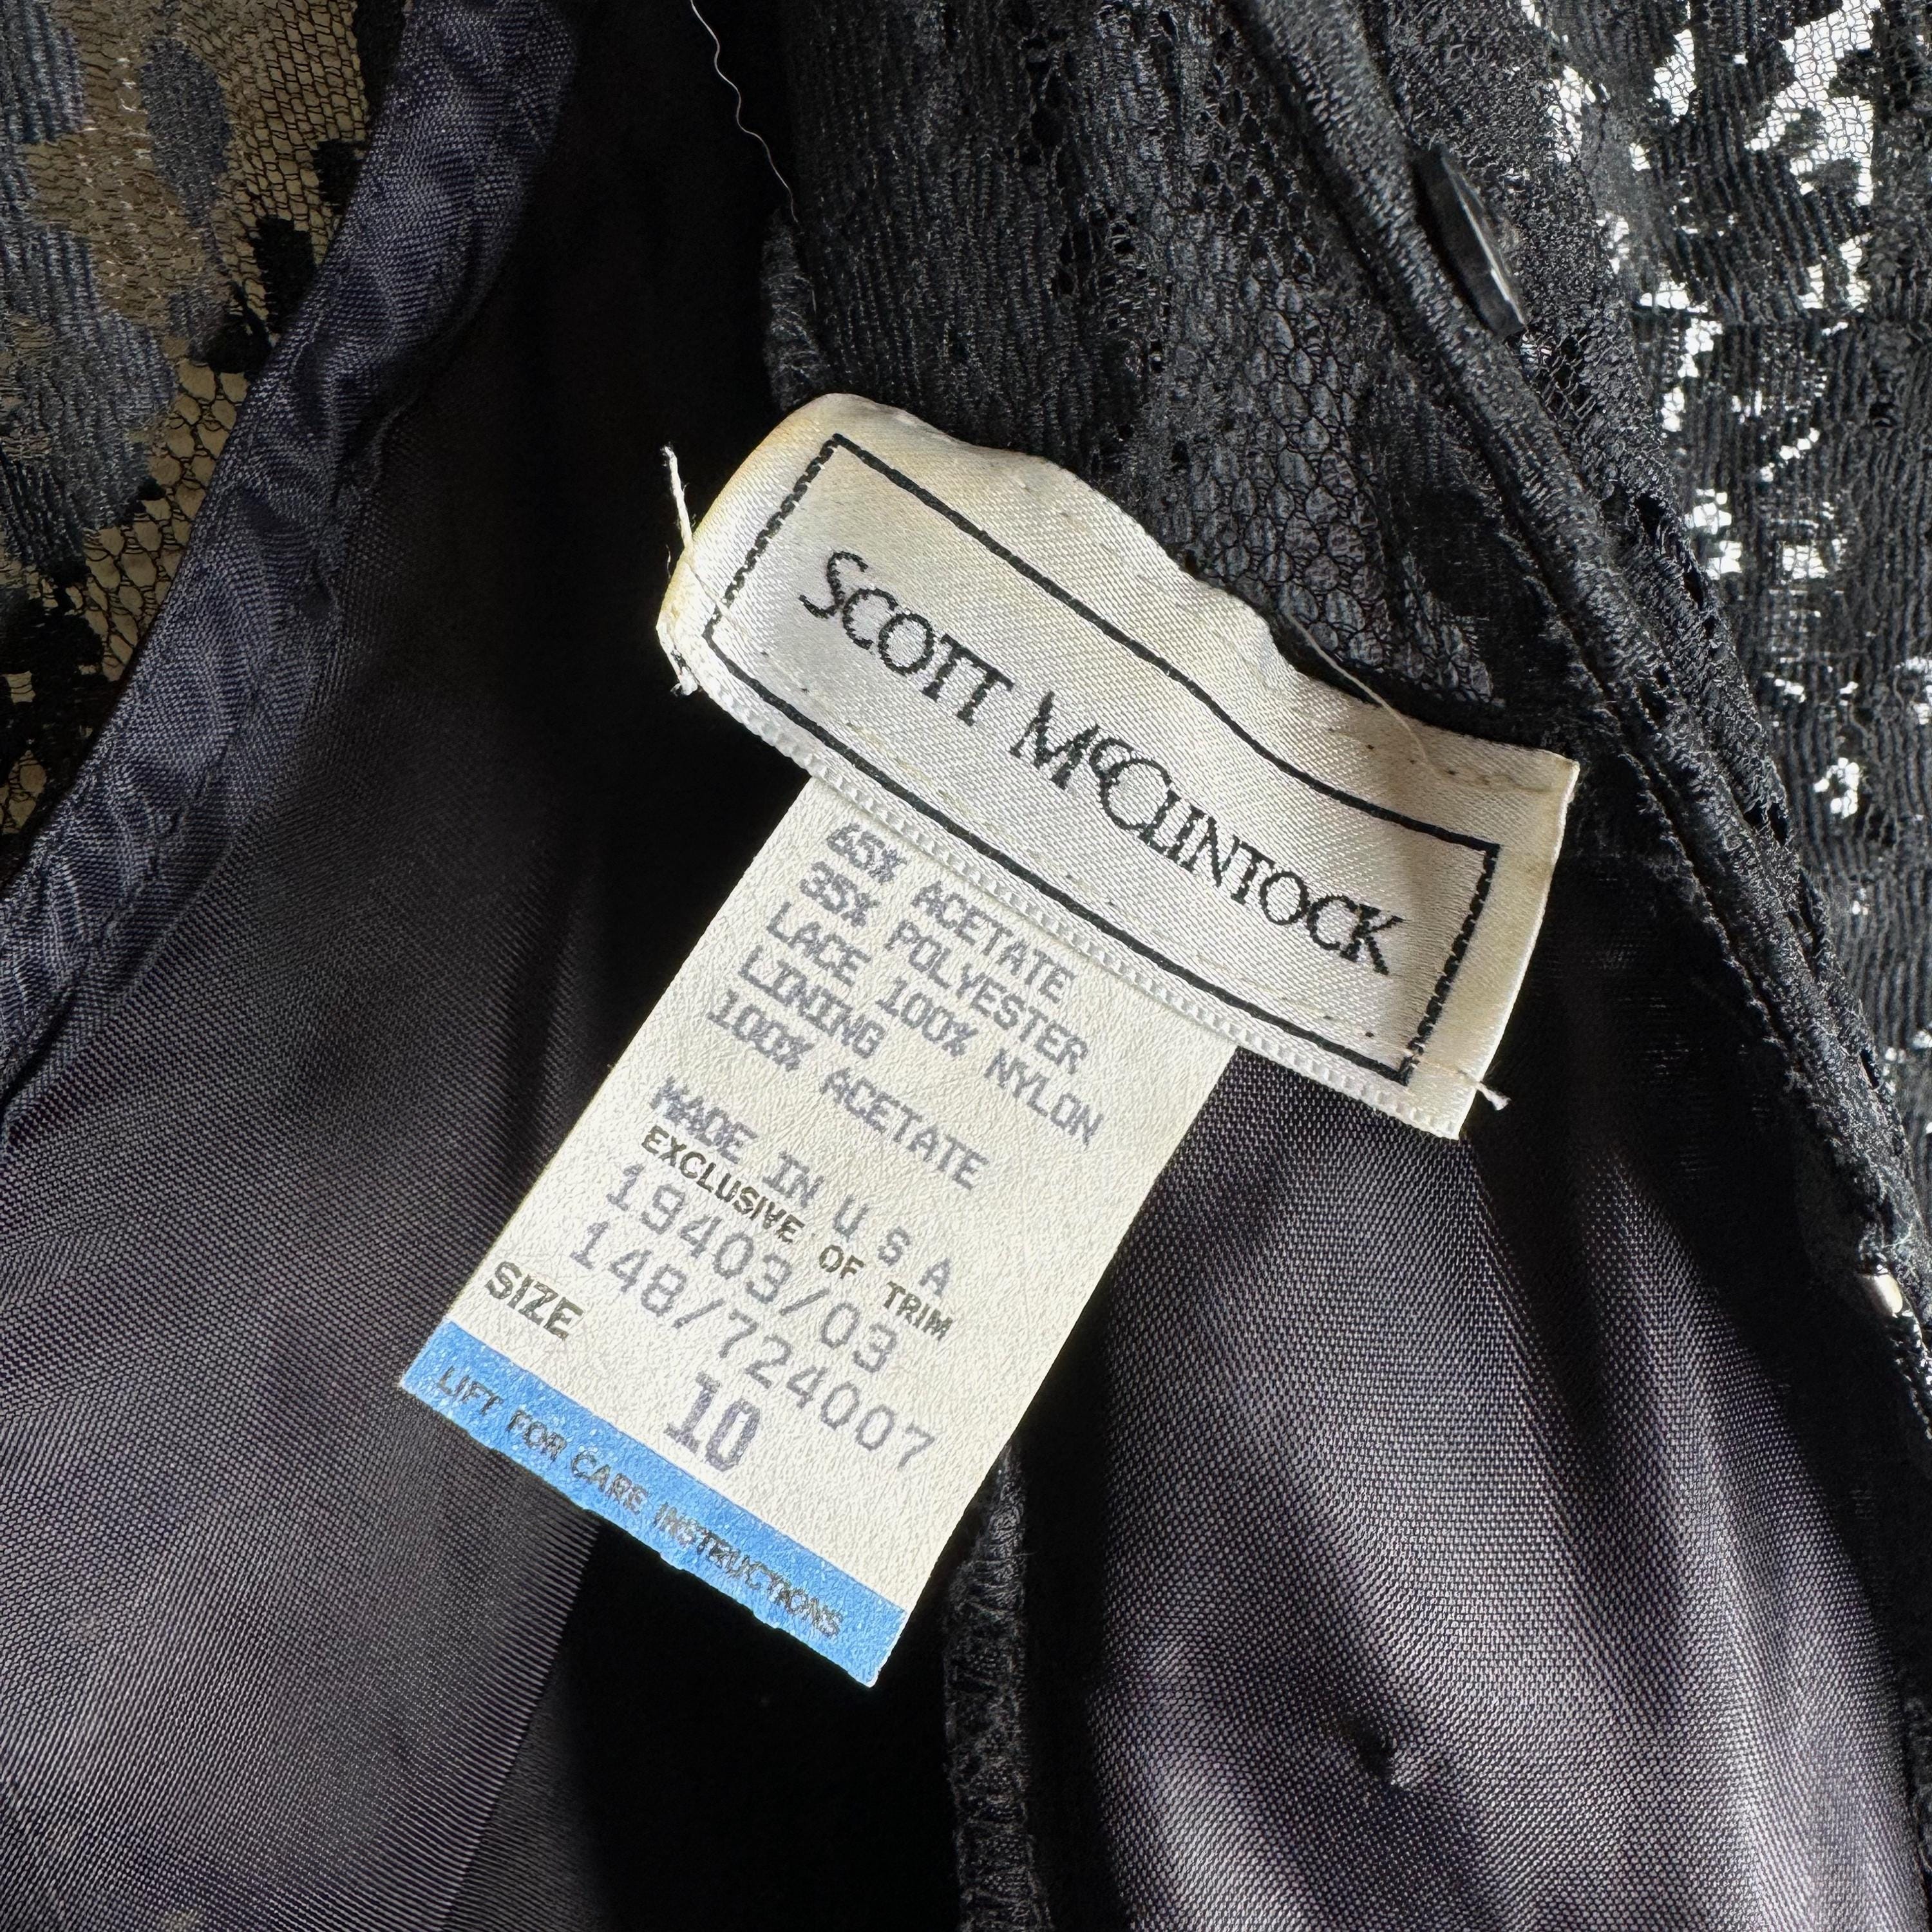 SCOTT McCLINTOCK
65% ACETATE
35% POLYESTER
LACE 100% NYLON
LINING
100% ACETATE
MADE IN U S A
EXCLUSIVE OF TRIM
19403/03
148/724007
SIZE 10
LIFT FOR CARE INSTRUCTIONS